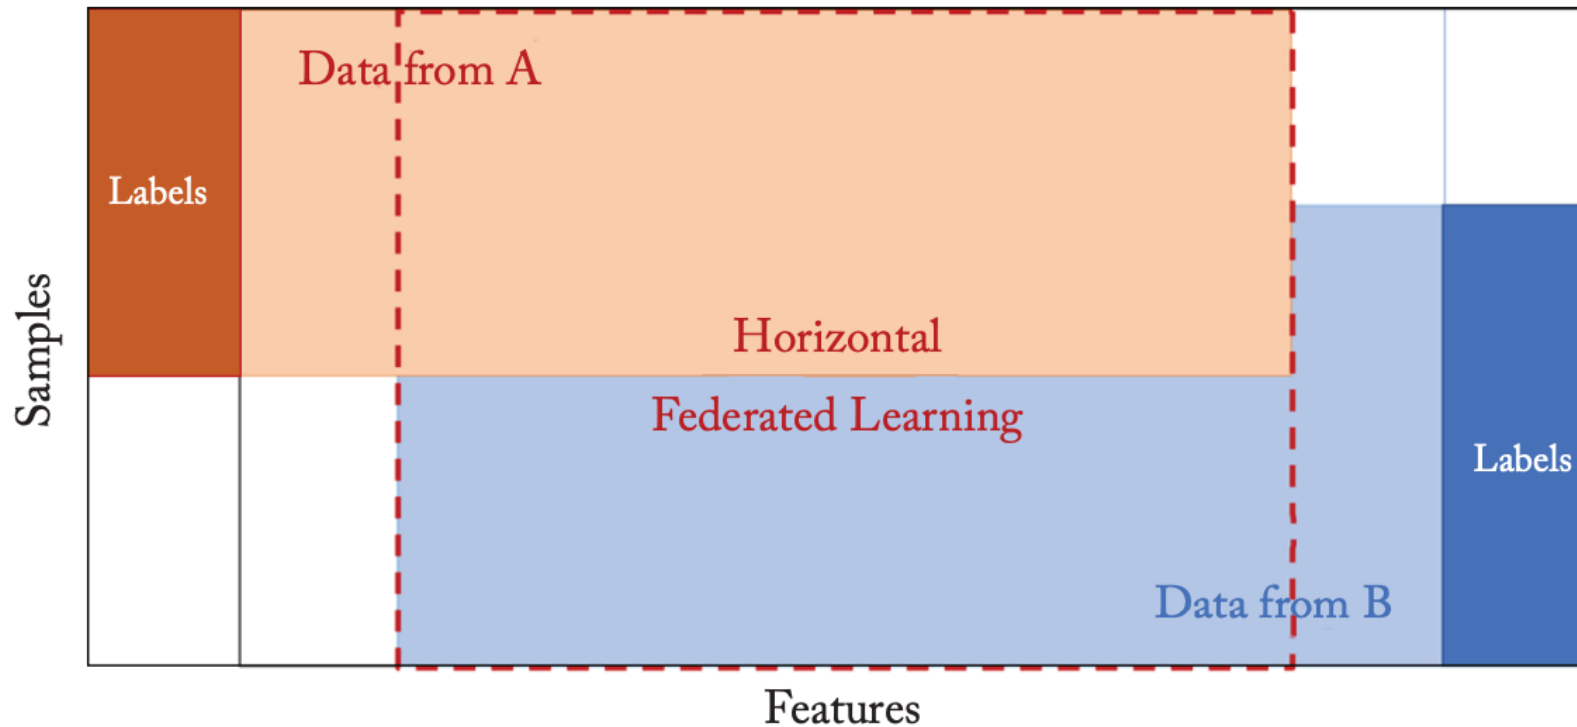 Data from A
Labels
Samples
Horizontal
Federated Learning
Labels
Data from B
Features